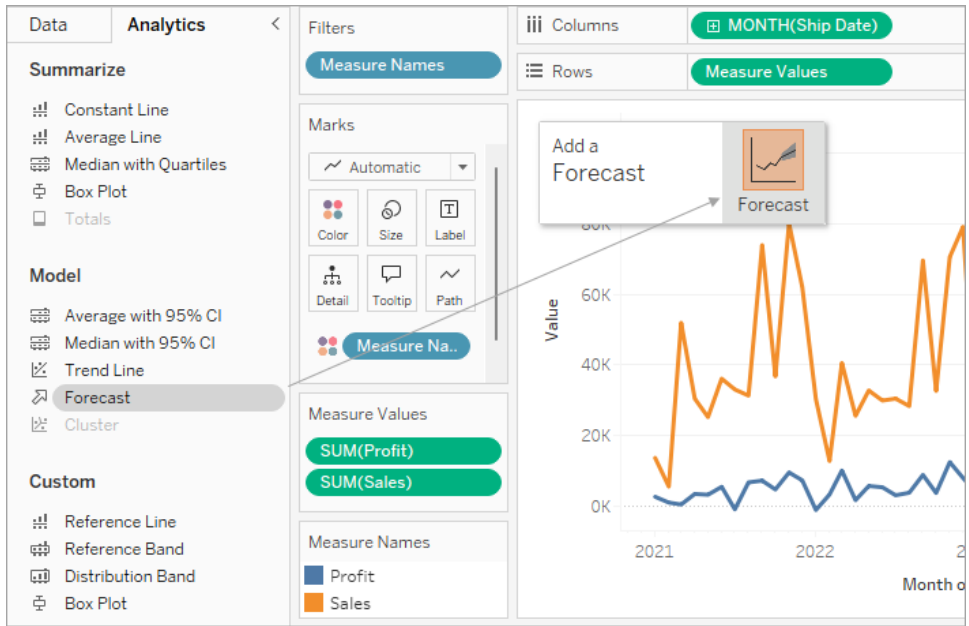 Data
Analytics
Summarize
Constant Line
Average Line
Median with Quartiles
Box Plot
Totals
Model
Average with 95% CI
Median with 95% CI
Trend Line
Forecast
Cluster
Custom
Reference Line
Reference Band
Distribution Band
Box Plot
Filters
Measure Names
Marks
Automatic
Color
Size
Label
Detail
Tooltip
Path
Measure Na..
Measure Values
SUM(Profit)
SUM(Sales)
Measure Names
Profit
Sales
Columns
MONTH(Ship Date)
Rows
Measure Values
Add a
Forecast
Forecast
80K
60K
40K
20K
0K
Value
2021
2022
2
Month o